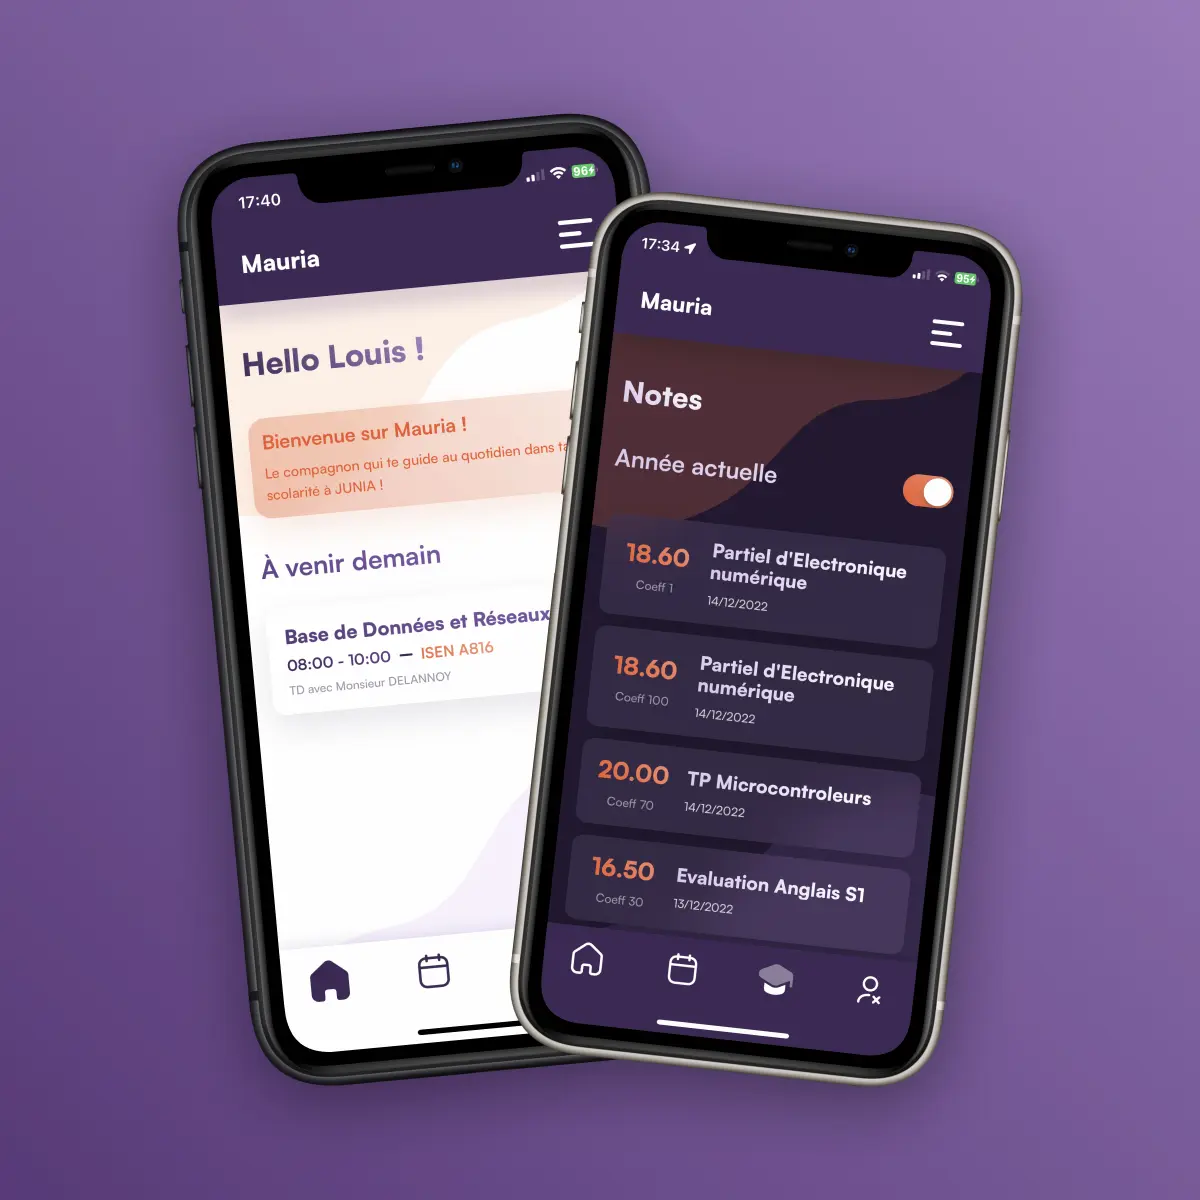 17:40
96
Mauria
Hello Louis !
Bienvenue sur Mauria !
Le compagnon qui te guide au quotidien dans
scolarité à JUNIA !
À venir demain
Base de Données et Réseaux
08:00 - 10:00 — ISEN A816
TD avec Monsieur DELANNOY
17:34
95
Mauria
Notes
Année actuelle
18.60
Coeff 1
Partiel d'Electronique
numérique
14/12/2022
18.60
Coeff 100
Partiel d'Electronique
numérique
14/12/2022
20.00
Coeff 70
TP Microcontroleurs
14/12/2022
16.50
Coeff 30
Evaluation Anglais S1
13/12/2022